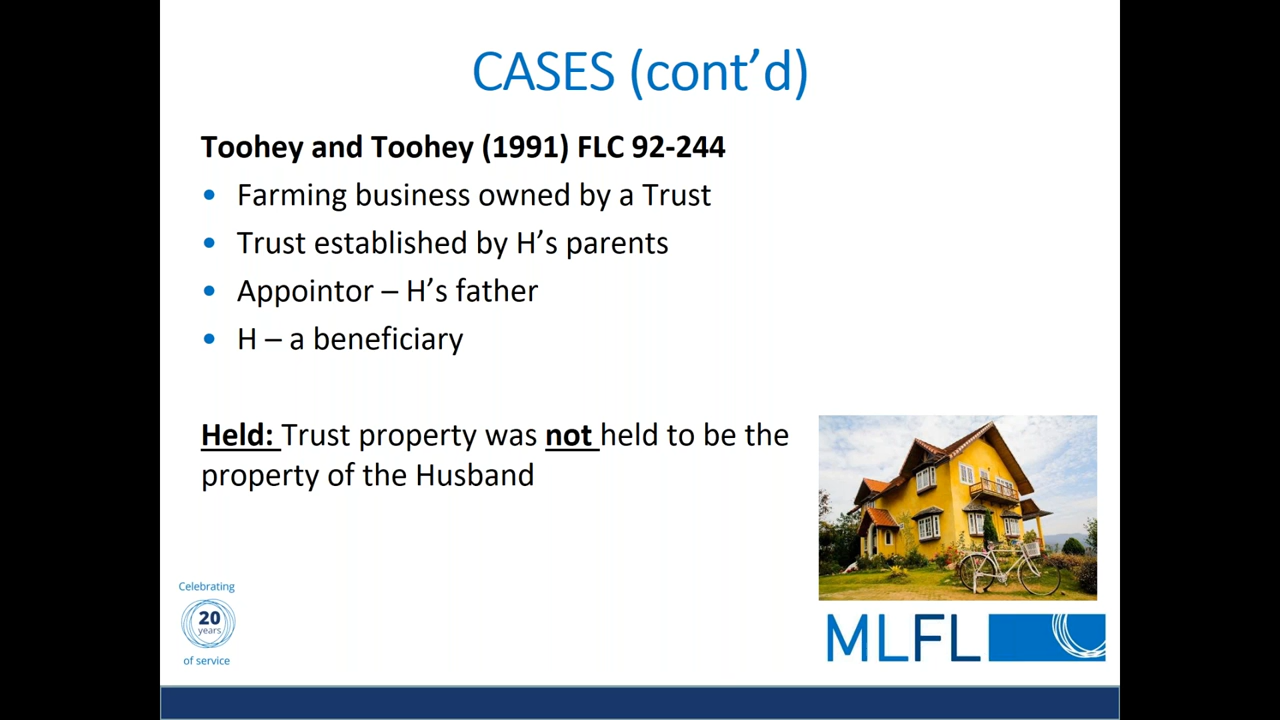 CASES (cont’d)
Toohey and Toohey (1991) FLC 92-244
• Farming business owned by a Trust
• Trust established by H’s parents
• Appointor – H’s father
• H – a beneficiary
Held: Trust property was not held to be the
property of the Husband
Celebrating
20
years
of service
MLFL